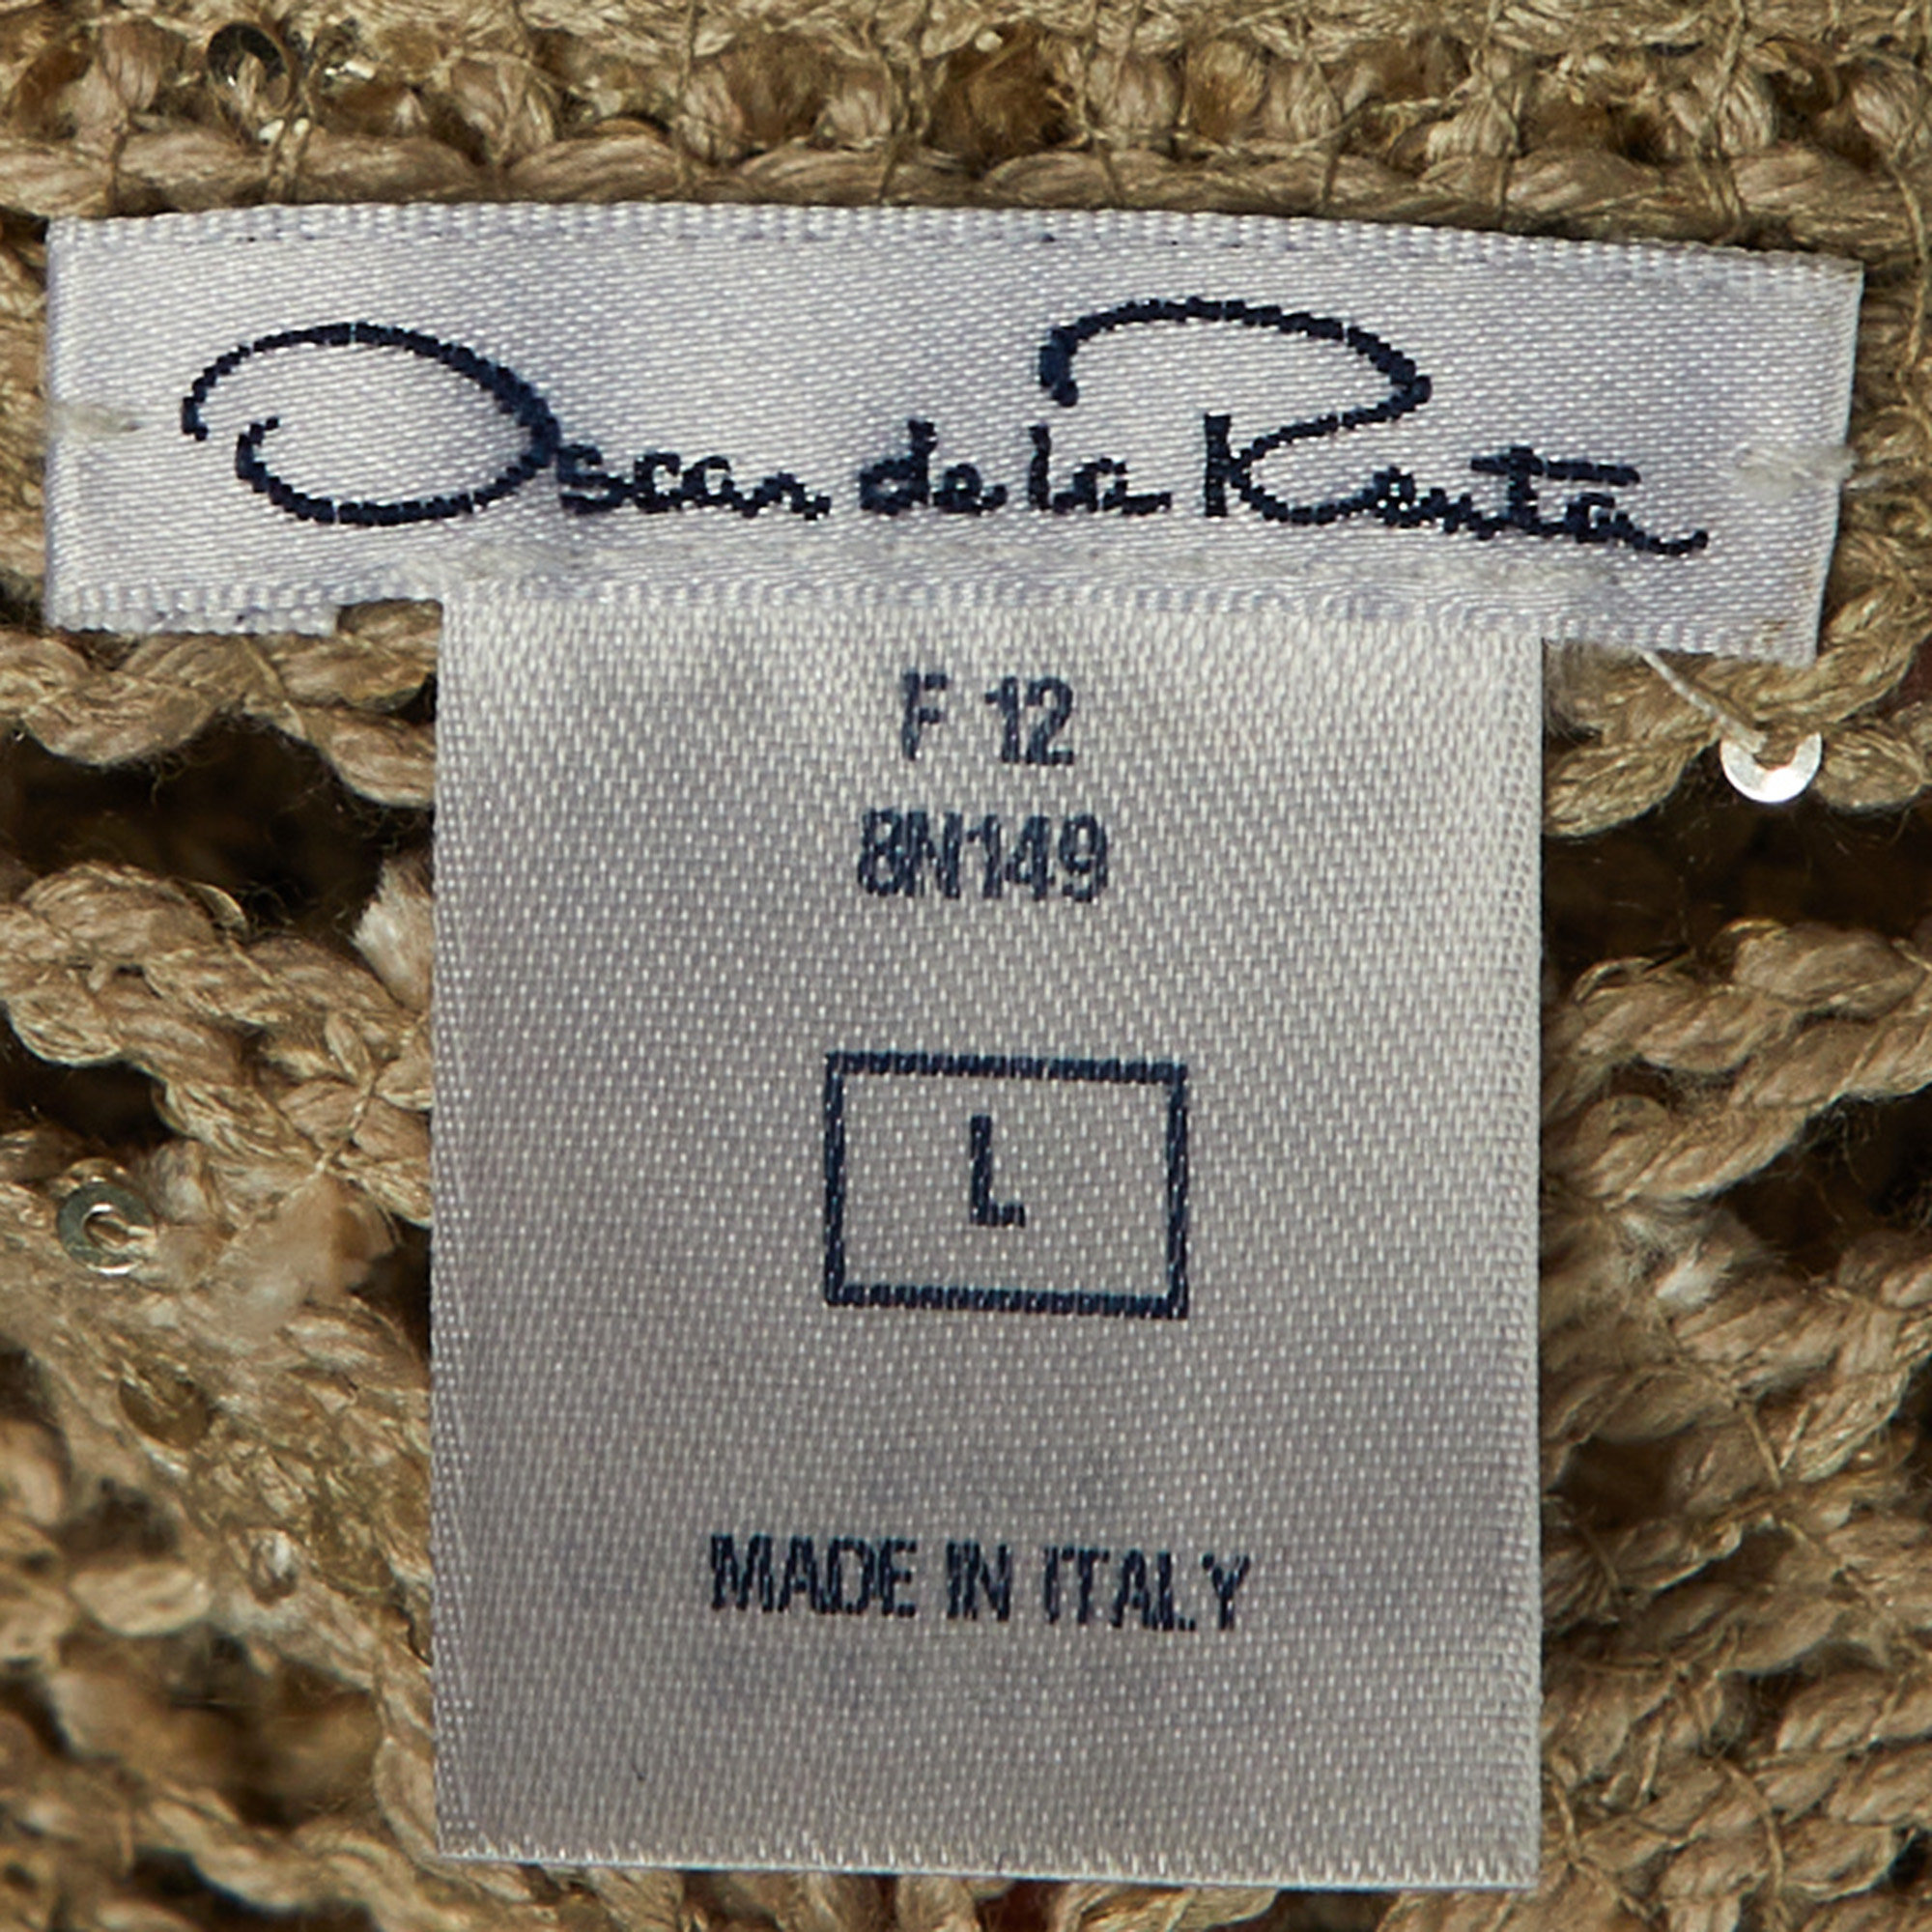 Oscar de la Renta
F 12
8N149
L
MADE IN ITALY